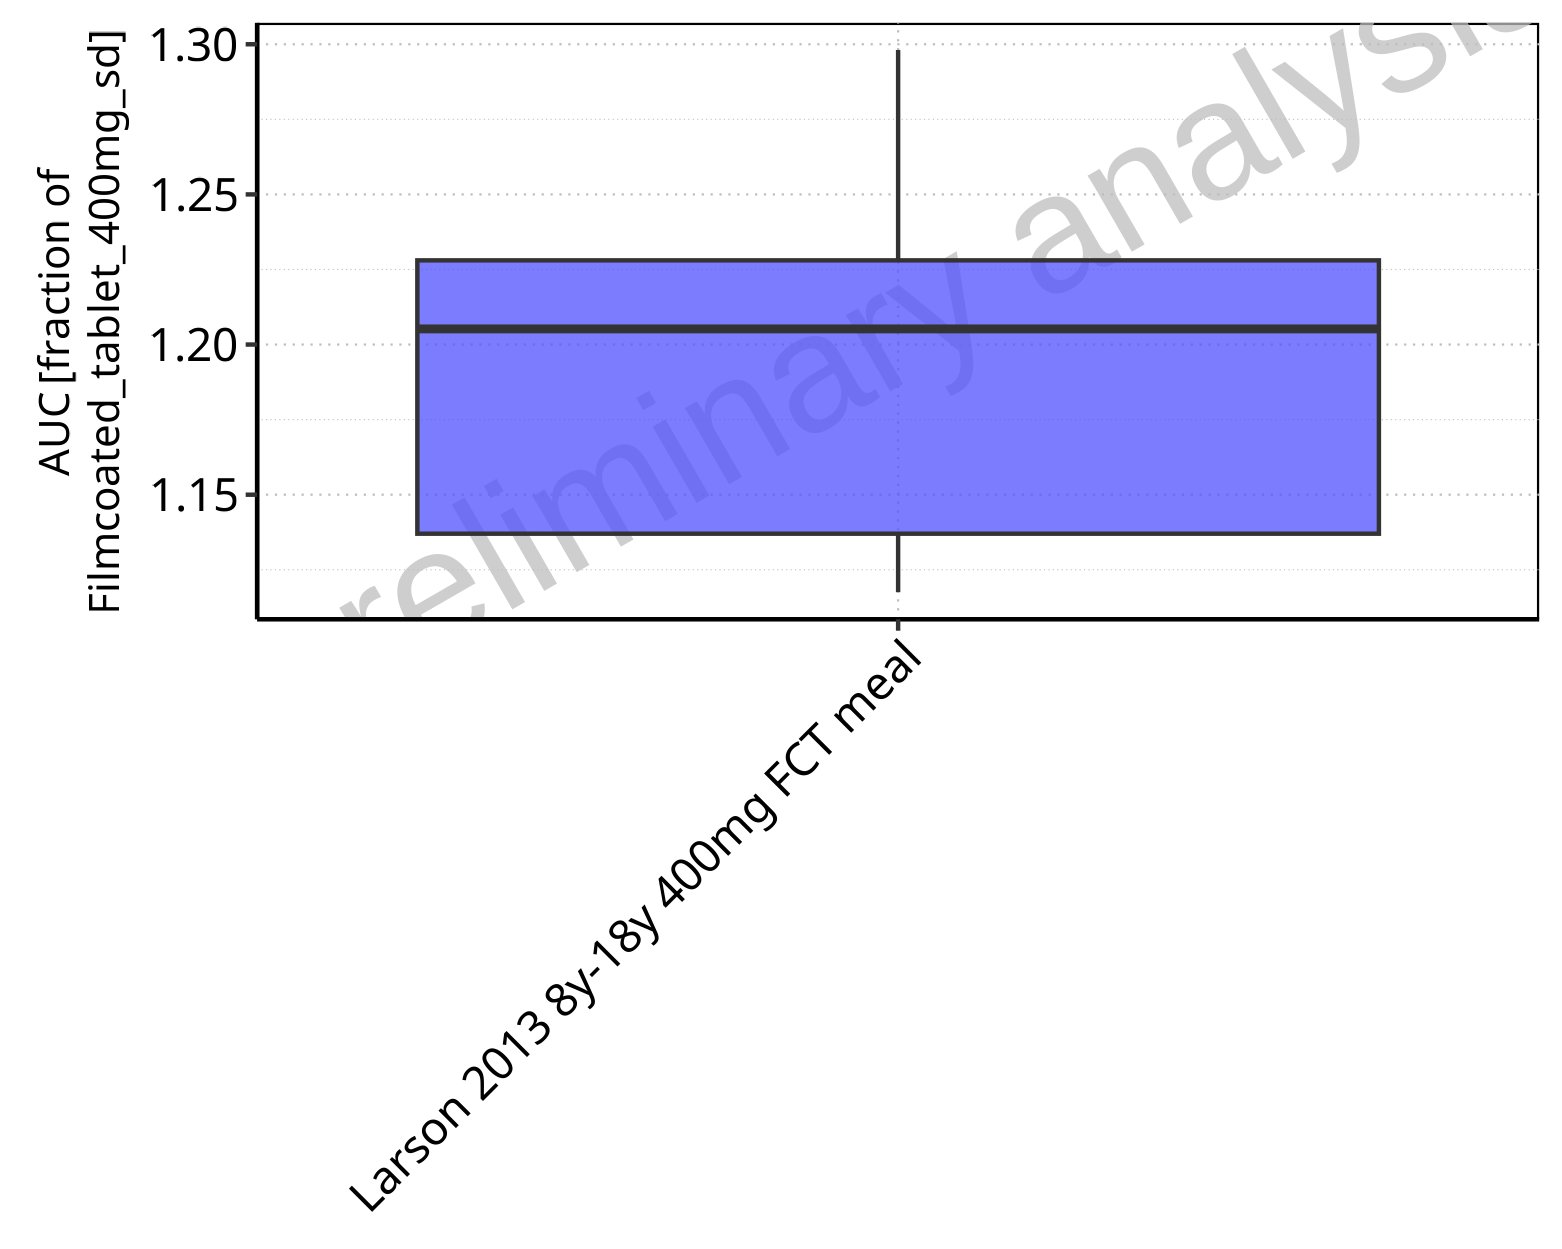 AUC [fraction of
Filmcoated_tablet_400mg_sd]
1.30
1.25
1.20
1.15
reliminary analysis
Larson 2013 8y-18y 400mg FCT meal